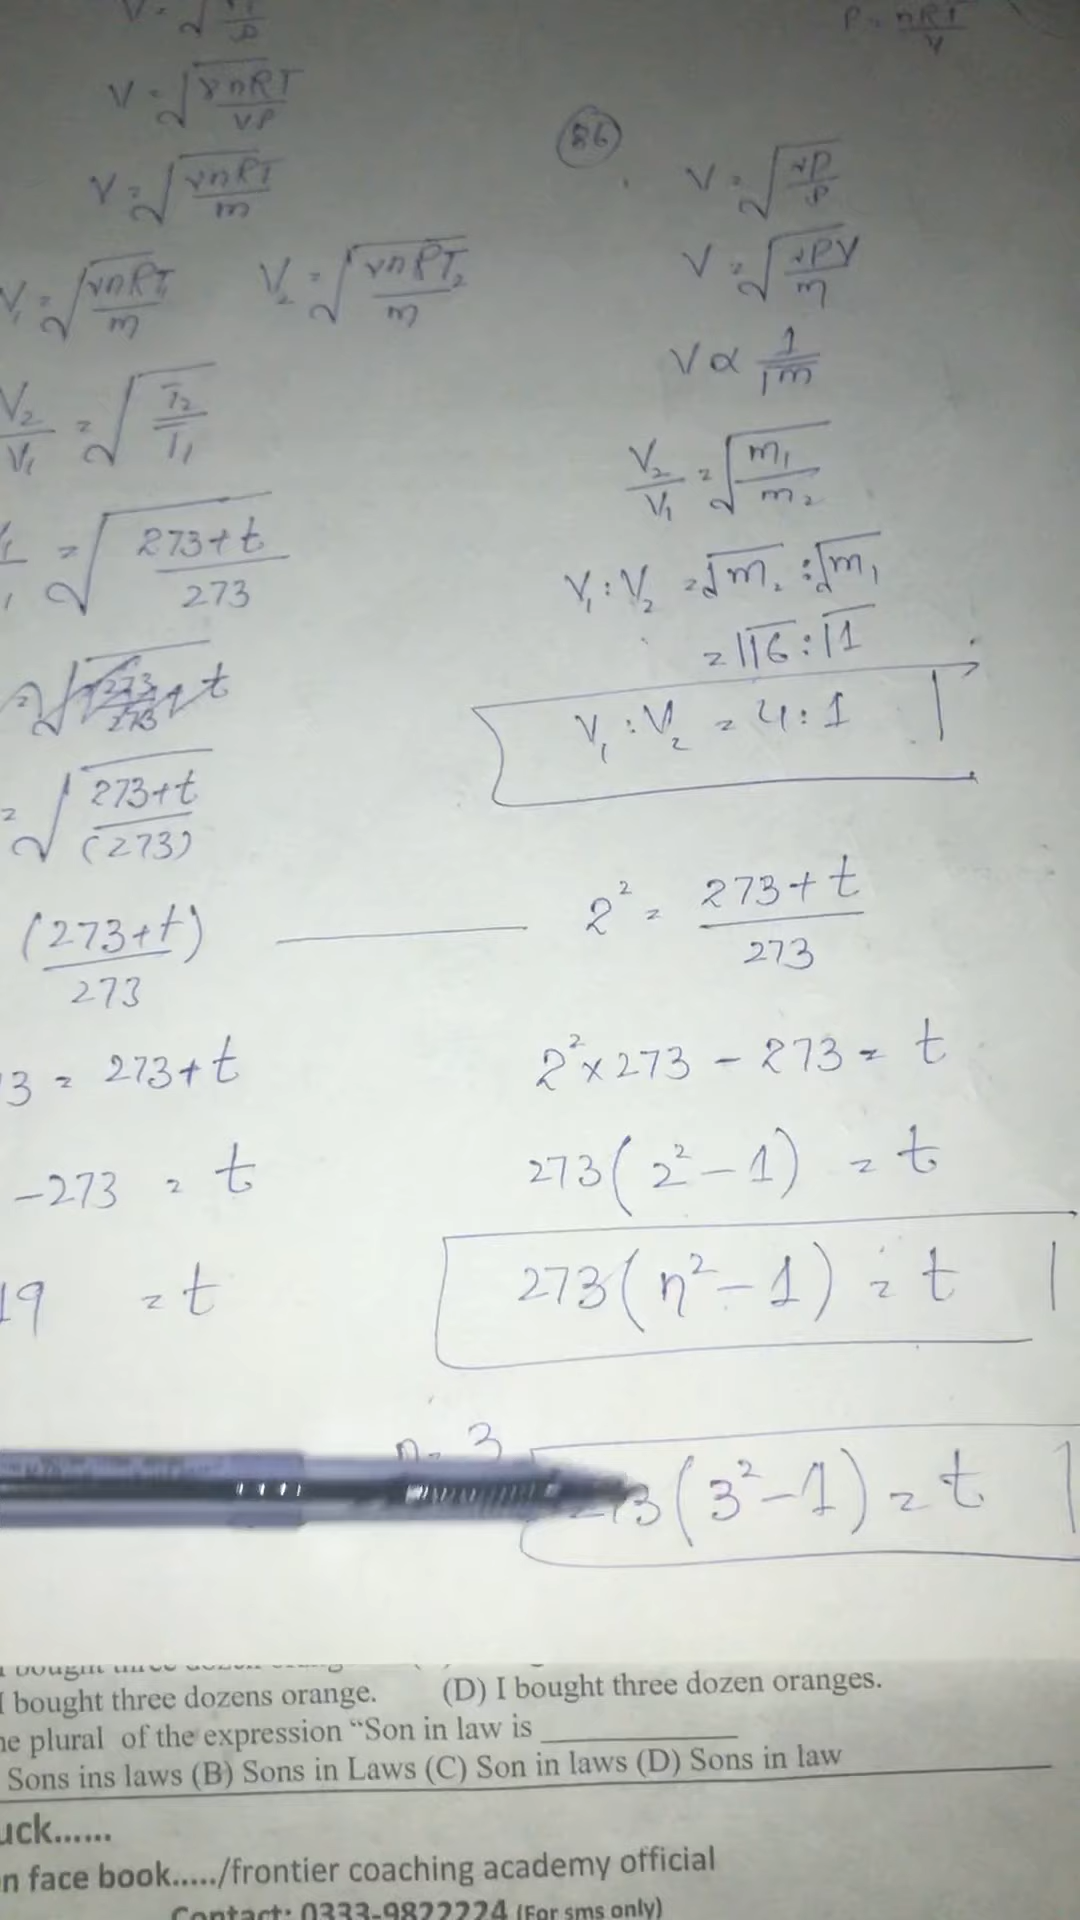 P = nRT/V
V = √(γnRT/VP)
V = √(γnRT/m)
V₁ = √(γnRT₁/m) V₂ = √(γnRT₂/m)
V₂/V₁ = √(T₂/T₁)
= √((273+t)/273)
= √((273+t)/(273))
(273+t)/273
3 = 273+t
-273 = t
19 = t
V = √(γP/ρ)
V = √(γPV/m)
V ∝ 1/√m
V₂/V₁ = √(m₁/m₂)
V₁ : V₂ = √m₂ : √m₁
= √16 : √1
V₁ : V₂ = 4 : 1
2² = (273+t)/273
2² × 273 - 273 = t
273(2² - 1) = t
273(n² - 1) = t
n = 3
3(3² - 1) = t
I bought three dozens orange. (D) I bought three dozen oranges.
he plural of the expression “Son in law is ____________
Sons ins laws (B) Sons in Laws (C) Son in laws (D) Sons in law
uck......
n face book...../frontier coaching academy official
Contact: 0333-9822224 (For sms only)